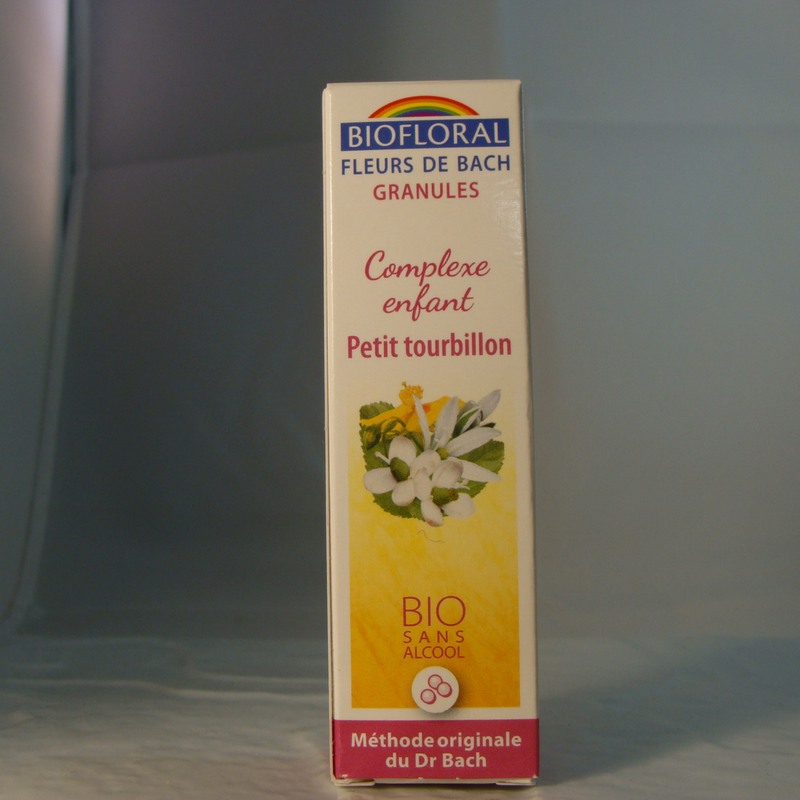 BIOFLORAL
FLEURS DE BACH
GRANULES
Complexe
enfant
Petit tourbillon
BIO
SANS
ALCOOL
Méthode originale
du Dr Bach